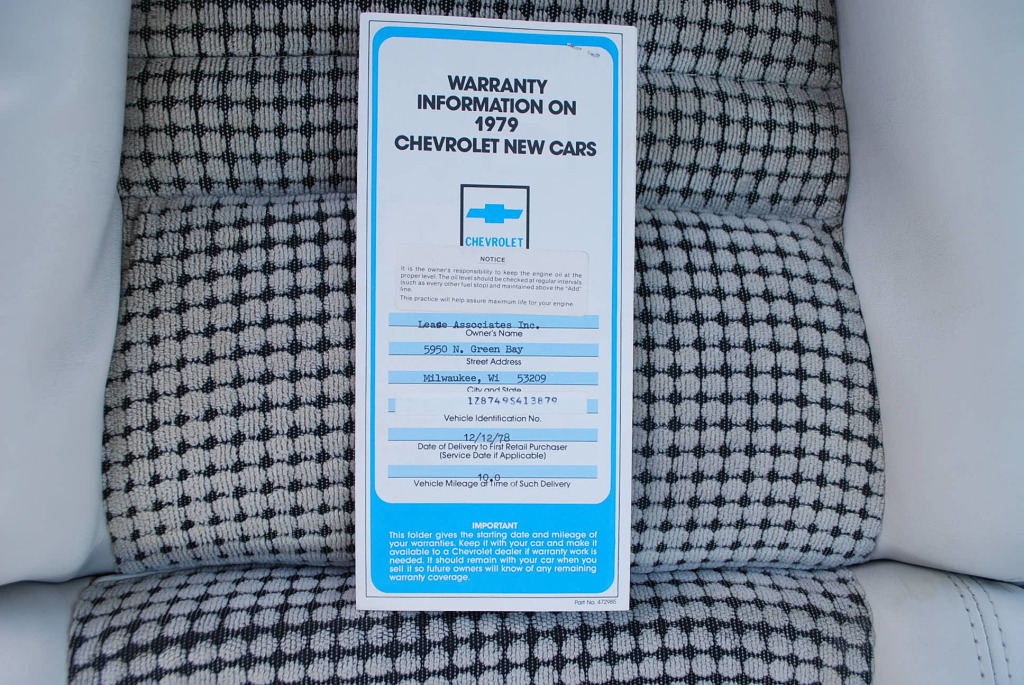 WARRANTY
INFORMATION ON
1979
CHEVROLET NEW CARS
CHEVROLET
NOTICE
It is the owner's responsibility to keep the engine oil at the
proper level. The oil level should be checked at regular intervals
(such as every other fuel stop) and maintained above the "Add"
line.
This practice will help assure maximum life for your engine.
Lease Associates Inc.
Owner's Name
5950 N. Green Bay
Street Address
Milwaukee, Wi 53209
City and State
1Z8749S413879
Vehicle Identification No.
12/12/78
Date of Delivery to First Retail Purchaser
(Service Date if Applicable)
10.0
Vehicle Mileage at Time of Such Delivery
IMPORTANT
This folder gives the starting date and mileage of
your warranties. Keep it with your car and make it
available to a Chevrolet dealer if warranty work is
needed. It should remain with your car when you
sell it so future owners will know of any remaining
warranty coverage.
Part No. 472985